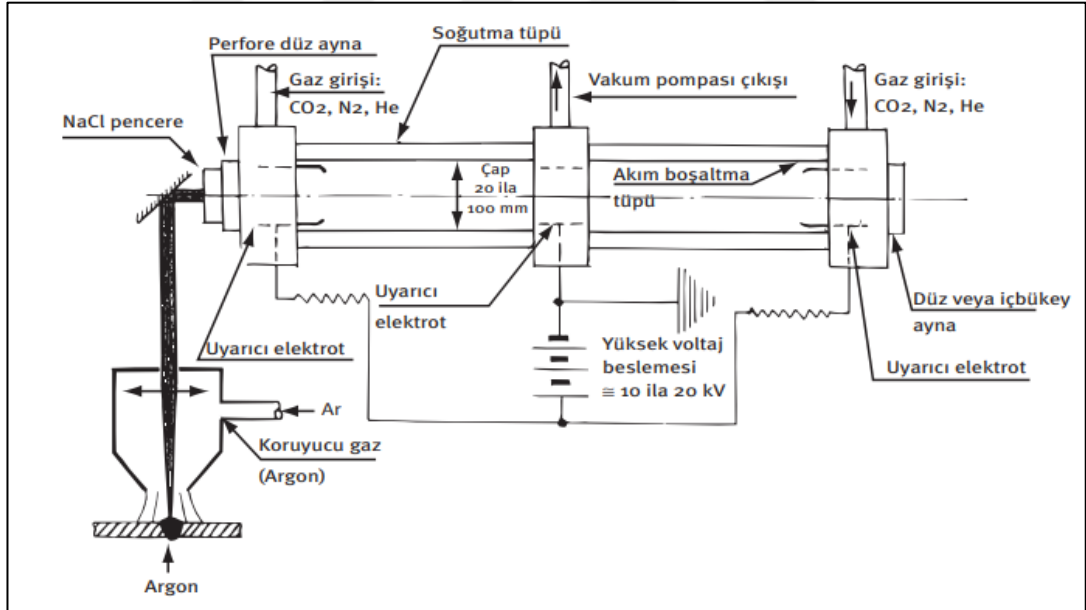 Soğutma tüpü
Perfore düz ayna
Gaz girişi:
CO2, N2, He
Vakum pompası çıkışı
Gaz girişi:
CO2, N2, He
NaCl pencere
Çap
20 ila
100 mm
Akım boşaltma
tüpü
Uyarıcı
elektrot
Düz veya içbükey
ayna
Uyarıcı elektrot
Yüksek voltaj
beslemesi
≅ 10 ila 20 kV
Uyarıcı elektrot
Ar
Koruyucu gaz
(Argon)
Argon